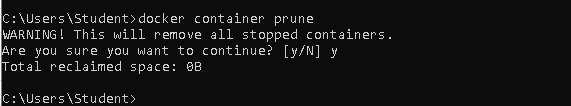 C:\Users\Student>docker container prune
WARNING! This will remove all stopped containers.
Are you sure you want to continue? [y/N] y
Total reclaimed space: 0B
C:\Users\Student>